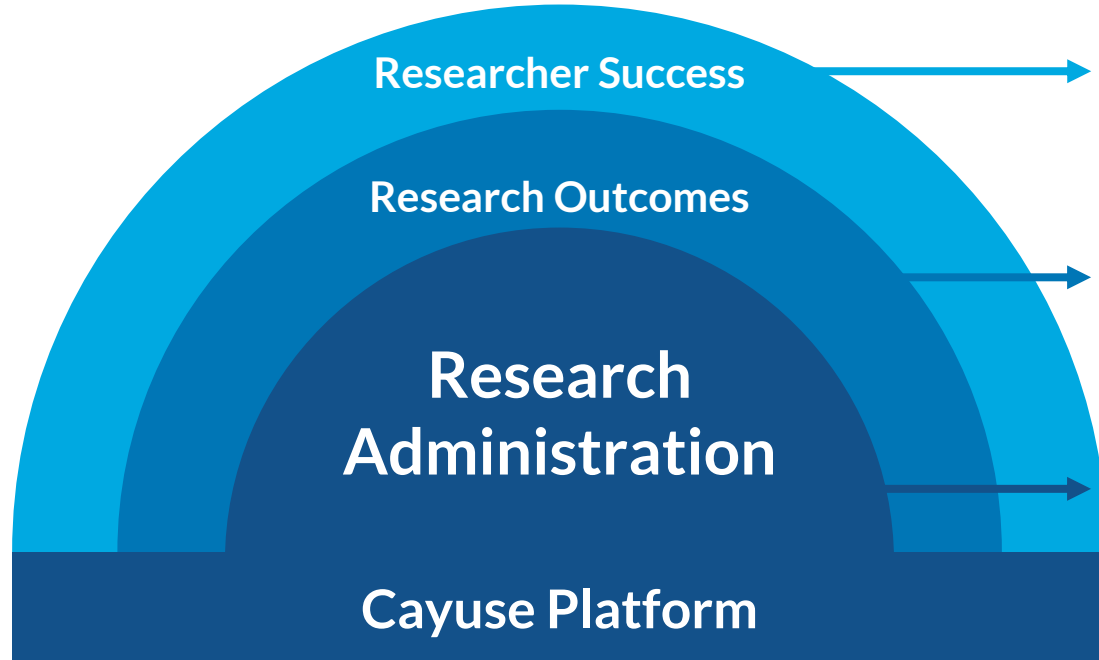 Researcher Success
Research Outcomes
Research
Administration
Cayuse Platform